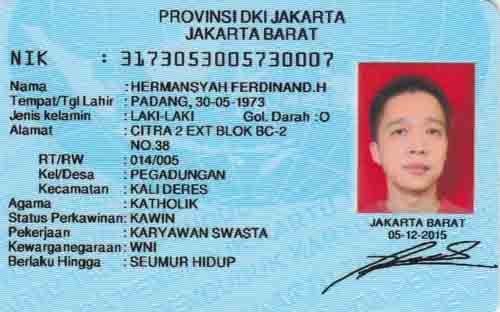 PROVINSI DKI JAKARTA
JAKARTA BARAT
NIK : 3173053005730007
Nama : HERMANSYAH FERDINAND.H
Tempat/Tgl Lahir : PADANG, 30-05-1973
Jenis kelamin : LAKI-LAKI Gol. Darah :O
Alamat : CITRA 2 EXT BLOK BC-2
NO.38
RT/RW : 014/005
Kel/Desa : PEGADUNGAN
Kecamatan : KALI DERES
Agama : KATHOLIK
Status Perkawinan: KAWIN
Pekerjaan : KARYAWAN SWASTA
Kewarganegaraan: WNI
Berlaku Hingga : SEUMUR HIDUP
JAKARTA BARAT
05-12-2015